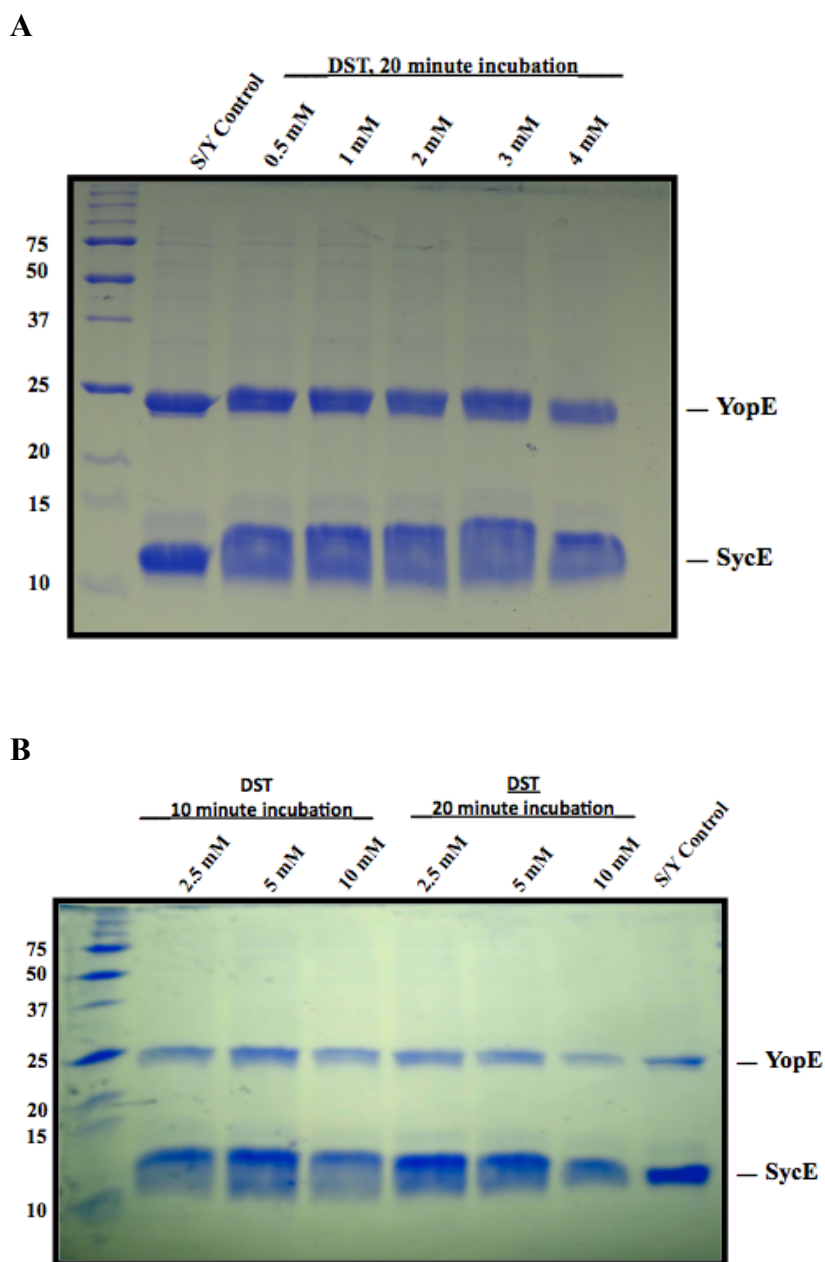 A
DST, 20 minute incubation
S/Y Control
0.5 mM
1 mM
2 mM
3 mM
4 mM
75
50
37
25
20
15
10
YopE
SycE
B
DST
10 minute incubation
DST
20 minute incubation
2.5 mM
5 mM
10 mM
2.5 mM
5 mM
10 mM
S/Y Control
75
50
37
25
20
15
10
YopE
SycE